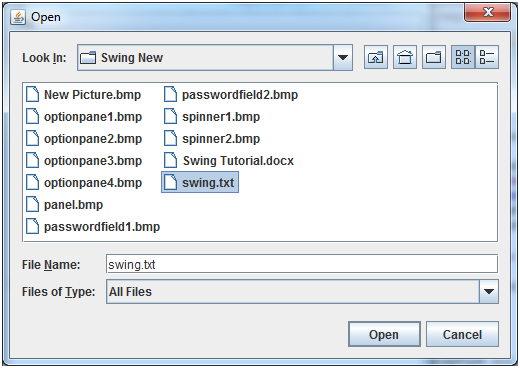 Open
Look In: Swing New
New Picture.bmp
optionpane1.bmp
optionpane2.bmp
optionpane3.bmp
optionpane4.bmp
panel.bmp
passwordfield1.bmp
passwordfield2.bmp
spinner1.bmp
spinner2.bmp
Swing Tutorial.docx
swing.txt
File Name: swing.txt
Files of Type: All Files
Open Cancel